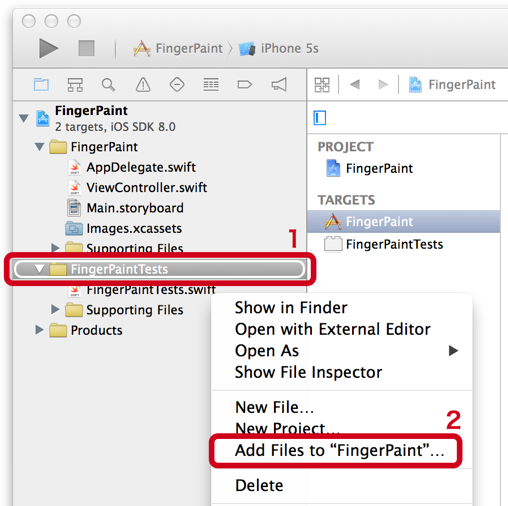 FingerPaint
iPhone 5s
FingerPaint
FingerPaint
2 targets, iOS SDK 8.0
FingerPaint
AppDelegate.swift
ViewController.swift
Main.storyboard
Images.xcassets
Supporting Files
1
FingerPaintTests
FingerPaintTests.swift
Supporting Files
Products
PROJECT
FingerPaint
TARGETS
FingerPaint
FingerPaintTests
Show in Finder
Open with External Editor
Open As
Show File Inspector
New File...
New Project...
2
Add Files to “FingerPaint”...
Delete